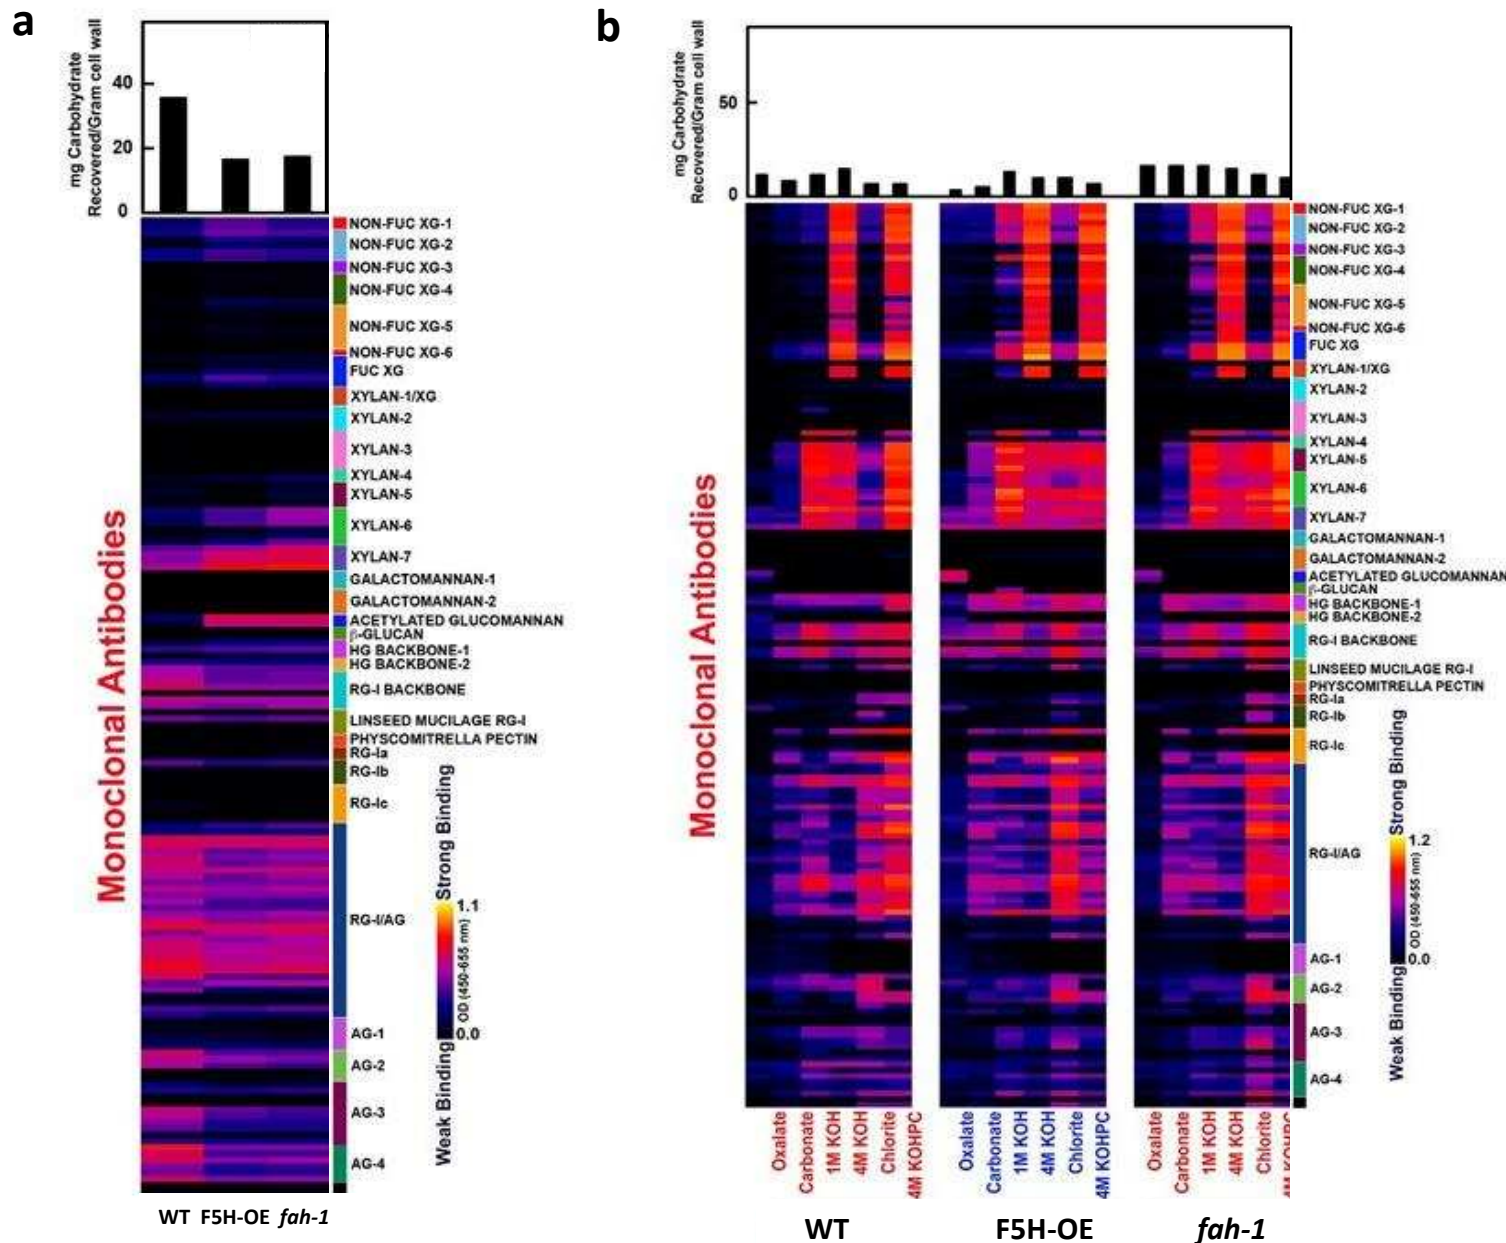 a
mg Carbohydrate
Recovered/Gram cell wall
40
20
0
NON-FUC XG-1
NON-FUC XG-2
NON-FUC XG-3
NON-FUC XG-4
NON-FUC XG-5
NON-FUC XG-6
FUC XG
XYLAN-1/XG
XYLAN-2
XYLAN-3
XYLAN-4
XYLAN-5
XYLAN-6
XYLAN-7
GALACTOMANNAN-1
GALACTOMANNAN-2
ACETYLATED GLUCOMANNAN
β-GLUCAN
HG BACKBONE-1
HG BACKBONE-2
RG-I BACKBONE
LINSEED MUCILAGE RG-I
PHYSCOMITRELLA PECTIN
RG-Ia
RG-Ib
RG-Ic
RG-I/AG
AG-1
AG-2
AG-3
AG-4
Monoclonal Antibodies
Strong Binding
1.1
OD (450-655 nm)
0.0
Weak Binding
WT F5H-OE fah-1
b
mg Carbohydrate
Recovered/Gram cell wall
50
0
NON-FUC XG-1
NON-FUC XG-2
NON-FUC XG-3
NON-FUC XG-4
NON-FUC XG-5
NON-FUC XG-6
FUC XG
XYLAN-1/XG
XYLAN-2
XYLAN-3
XYLAN-4
XYLAN-5
XYLAN-6
XYLAN-7
GALACTOMANNAN-1
GALACTOMANNAN-2
ACETYLATED GLUCOMANNAN
β-GLUCAN
HG BACKBONE-1
HG BACKBONE-2
RG-I BACKBONE
LINSEED MUCILAGE RG-I
PHYSCOMITRELLA PECTIN
RG-Ia
RG-Ib
RG-Ic
RG-I/AG
AG-1
AG-2
AG-3
AG-4
Monoclonal Antibodies
Strong Binding
1.2
OD (450-655 nm)
0.0
Weak Binding
Oxalate
Carbonate
1M KOH
4M KOH
Chlorite
4M KOHPC
Oxalate
Carbonate
1M KOH
4M KOH
Chlorite
4M KOHPC
Oxalate
Carbonate
1M KOH
4M KOH
Chlorite
4M KOHPC
WT
F5H-OE
fah-1